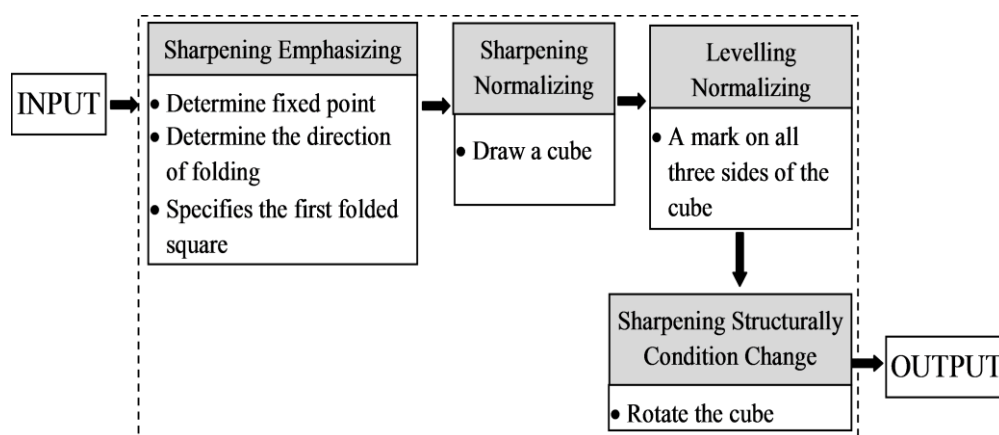 INPUT
Sharpening Emphasizing
• Determine fixed point
• Determine the direction
of folding
• Specifies the first folded
square
Sharpening
Normalizing
• Draw a cube
Levelling
Normalizing
• A mark on all
three sides of the
cube
Sharpening Structurally
Condition Change
• Rotate the cube
OUTPUT